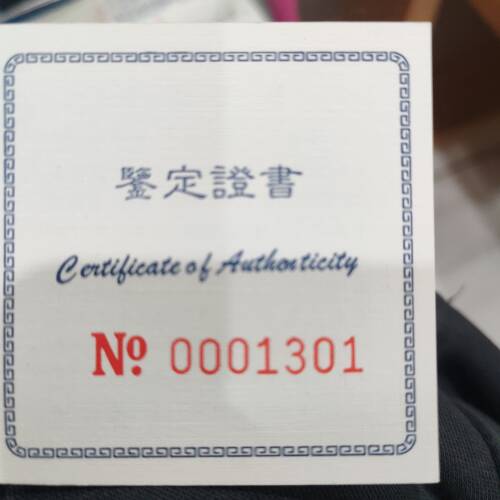 鑒定證書
Certificate of Authenticity
№ 0001301